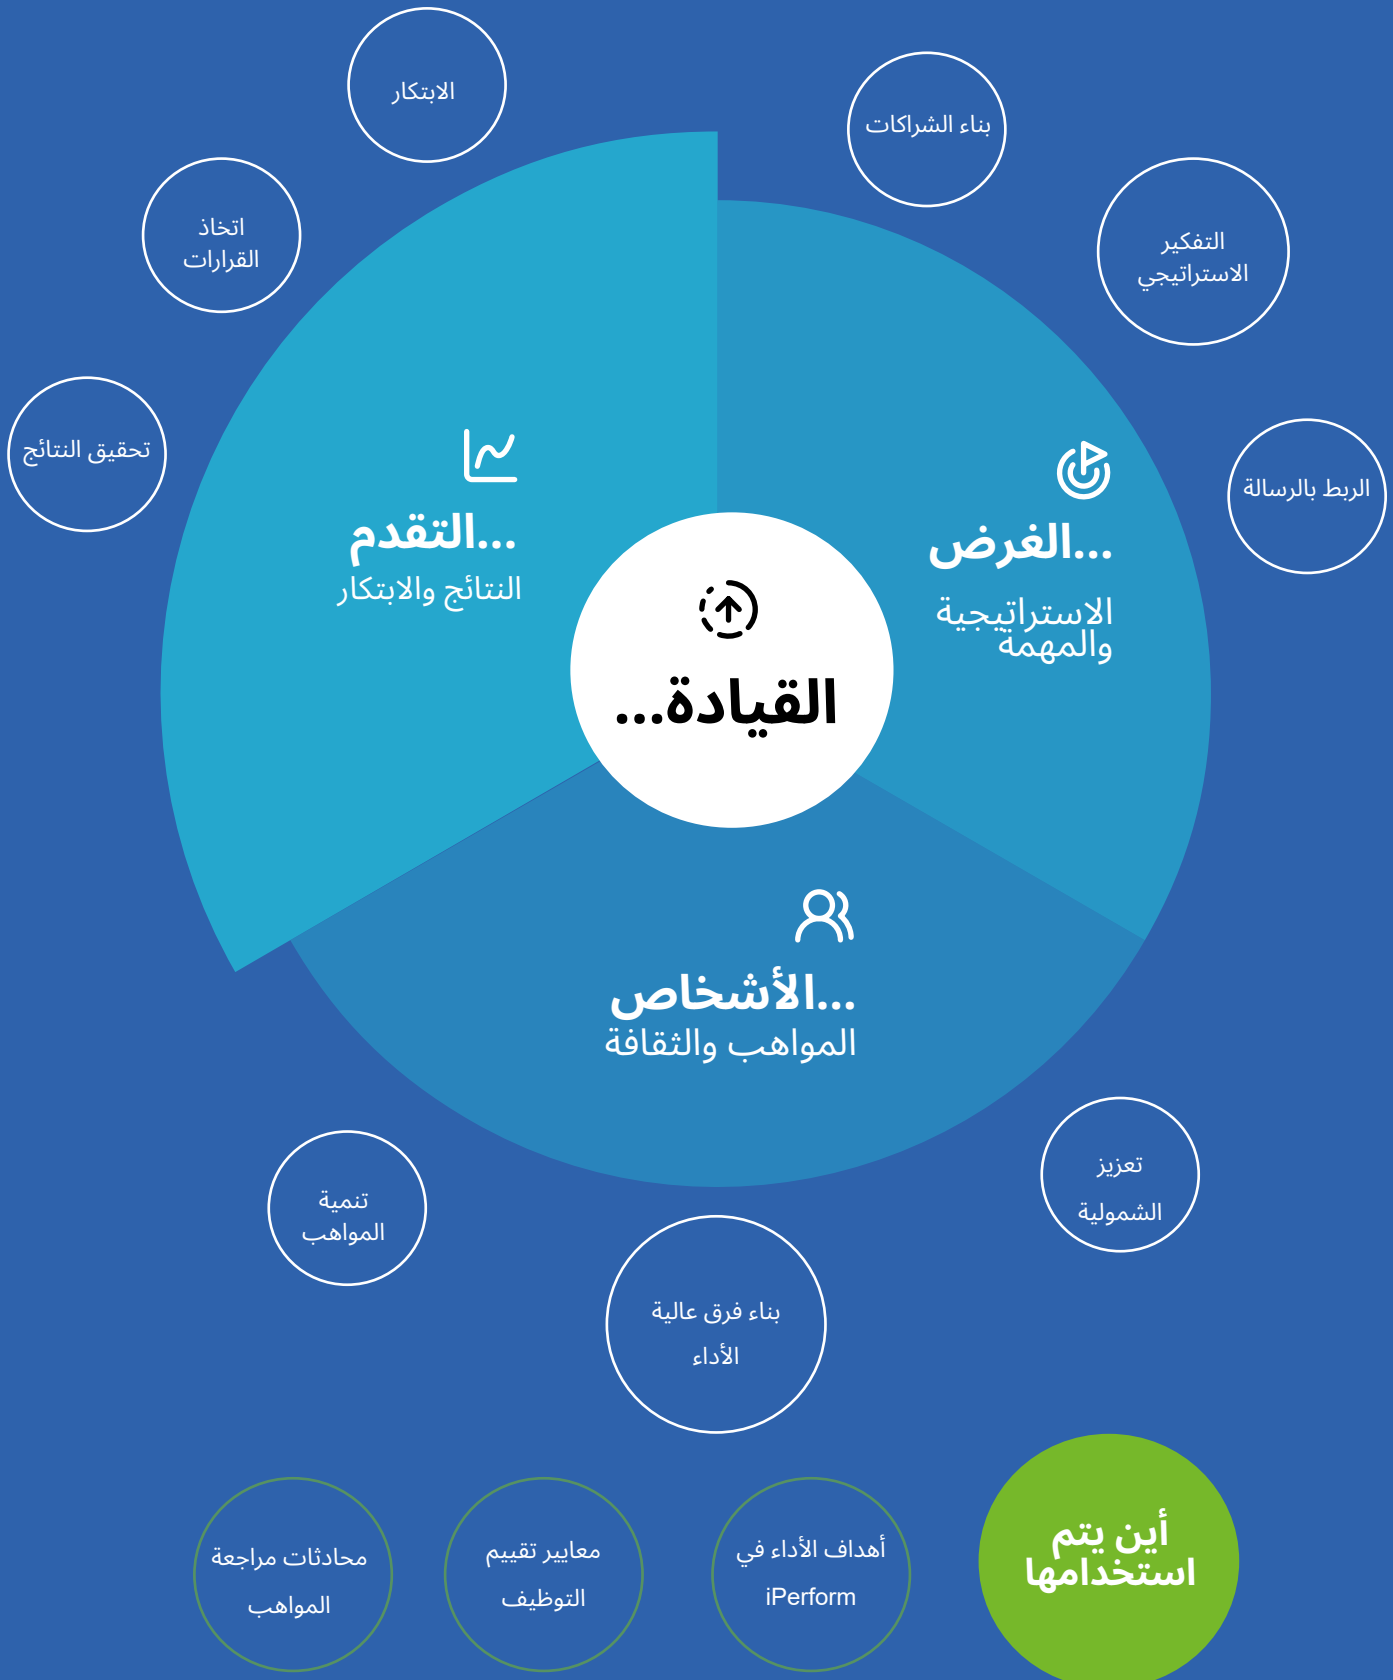 الابتكار
بناء الشراكات
اتخاذ
القرارات
التفكير
الاستراتيجي
تحقيق النتائج
الربط بالرسالة
...الغرض
الاستراتيجية
والمهمة
...التقدم
النتائج والابتكار
القيادة...
...الأشخاص
المواهب والثقافة
تعزيز
الشمولية
تنمية
المواهب
بناء فرق عالية
الأداء
أين يتم
استخدامها
أهداف الأداء في
iPerform
معايير تقييم
التوظيف
محادثات مراجعة
المواهب